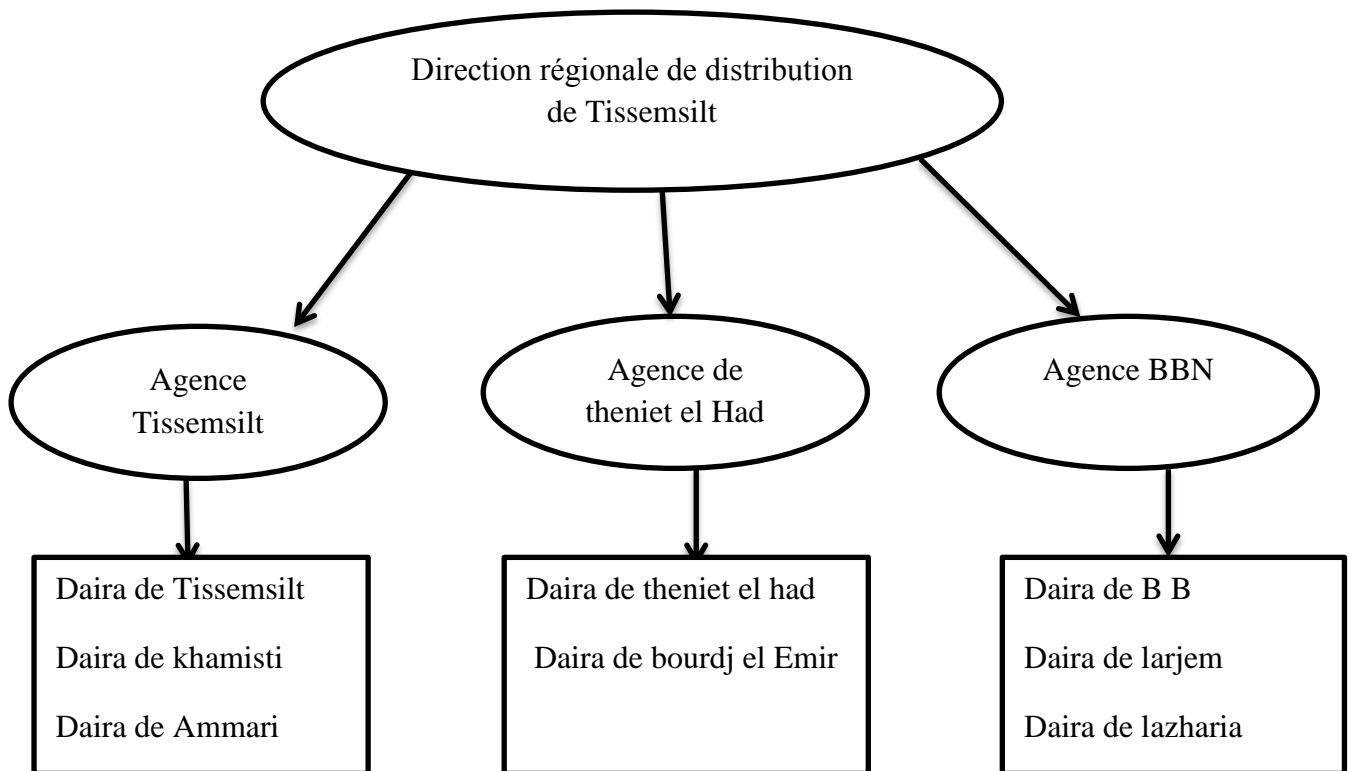 Direction régionale de distribution
de Tissemsilt
Agence
Tissemsilt
Agence de
theniet el Had
Agence BBN
Daira de Tissemsilt
Daira de khamisti
Daira de Ammari
Daira de theniet el had
Daira de bourdj el Emir
Daira de B B
Daira de larjem
Daira de lazharia